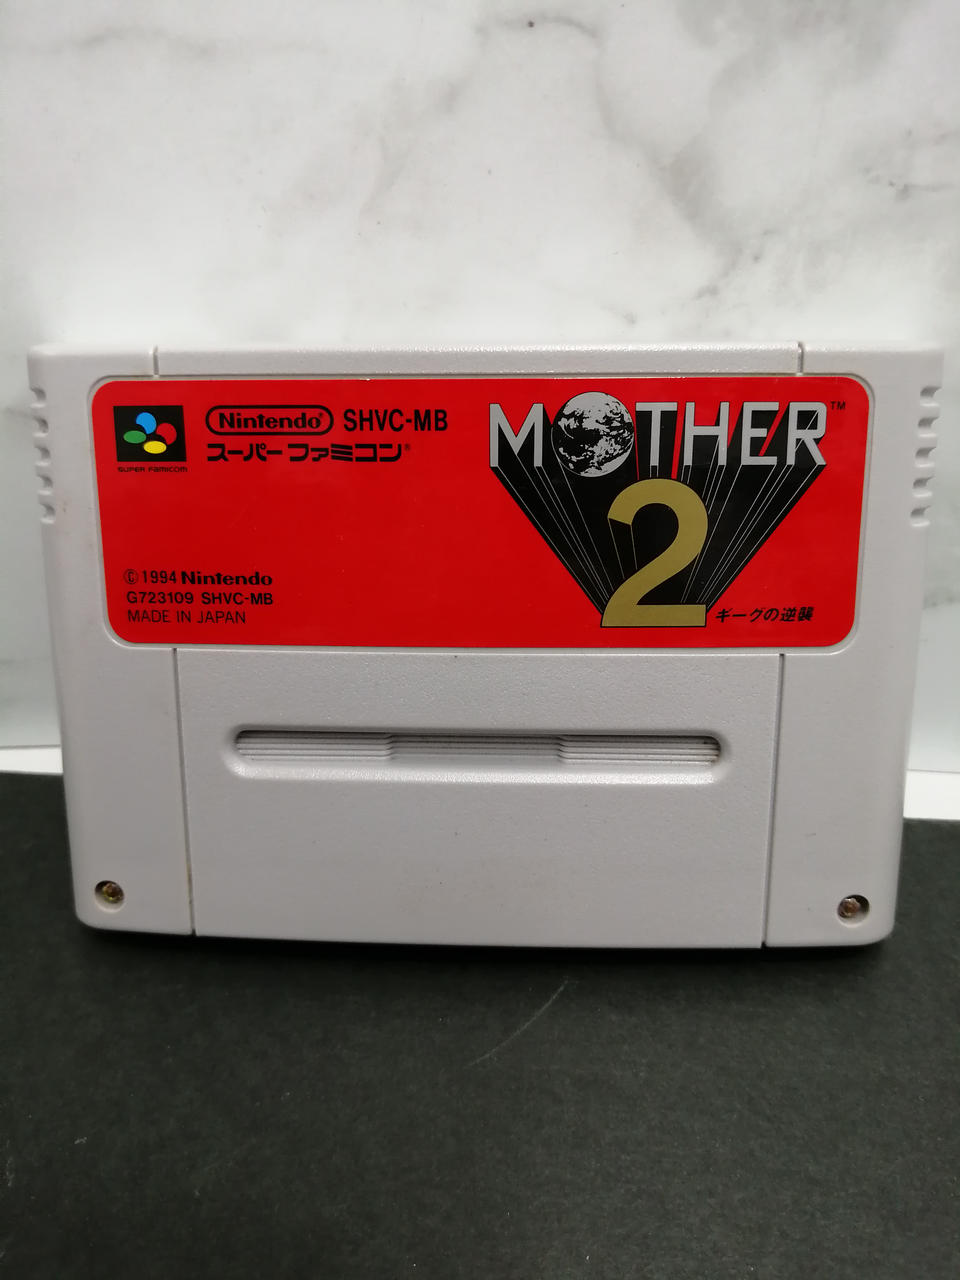 SUPER FAMICOM
Nintendo® SHVC-MB
スーパーファミコン®
MOTHER™
2
ギーグの逆襲
©1994 Nintendo
G723109 SHVC-MB
MADE IN JAPAN